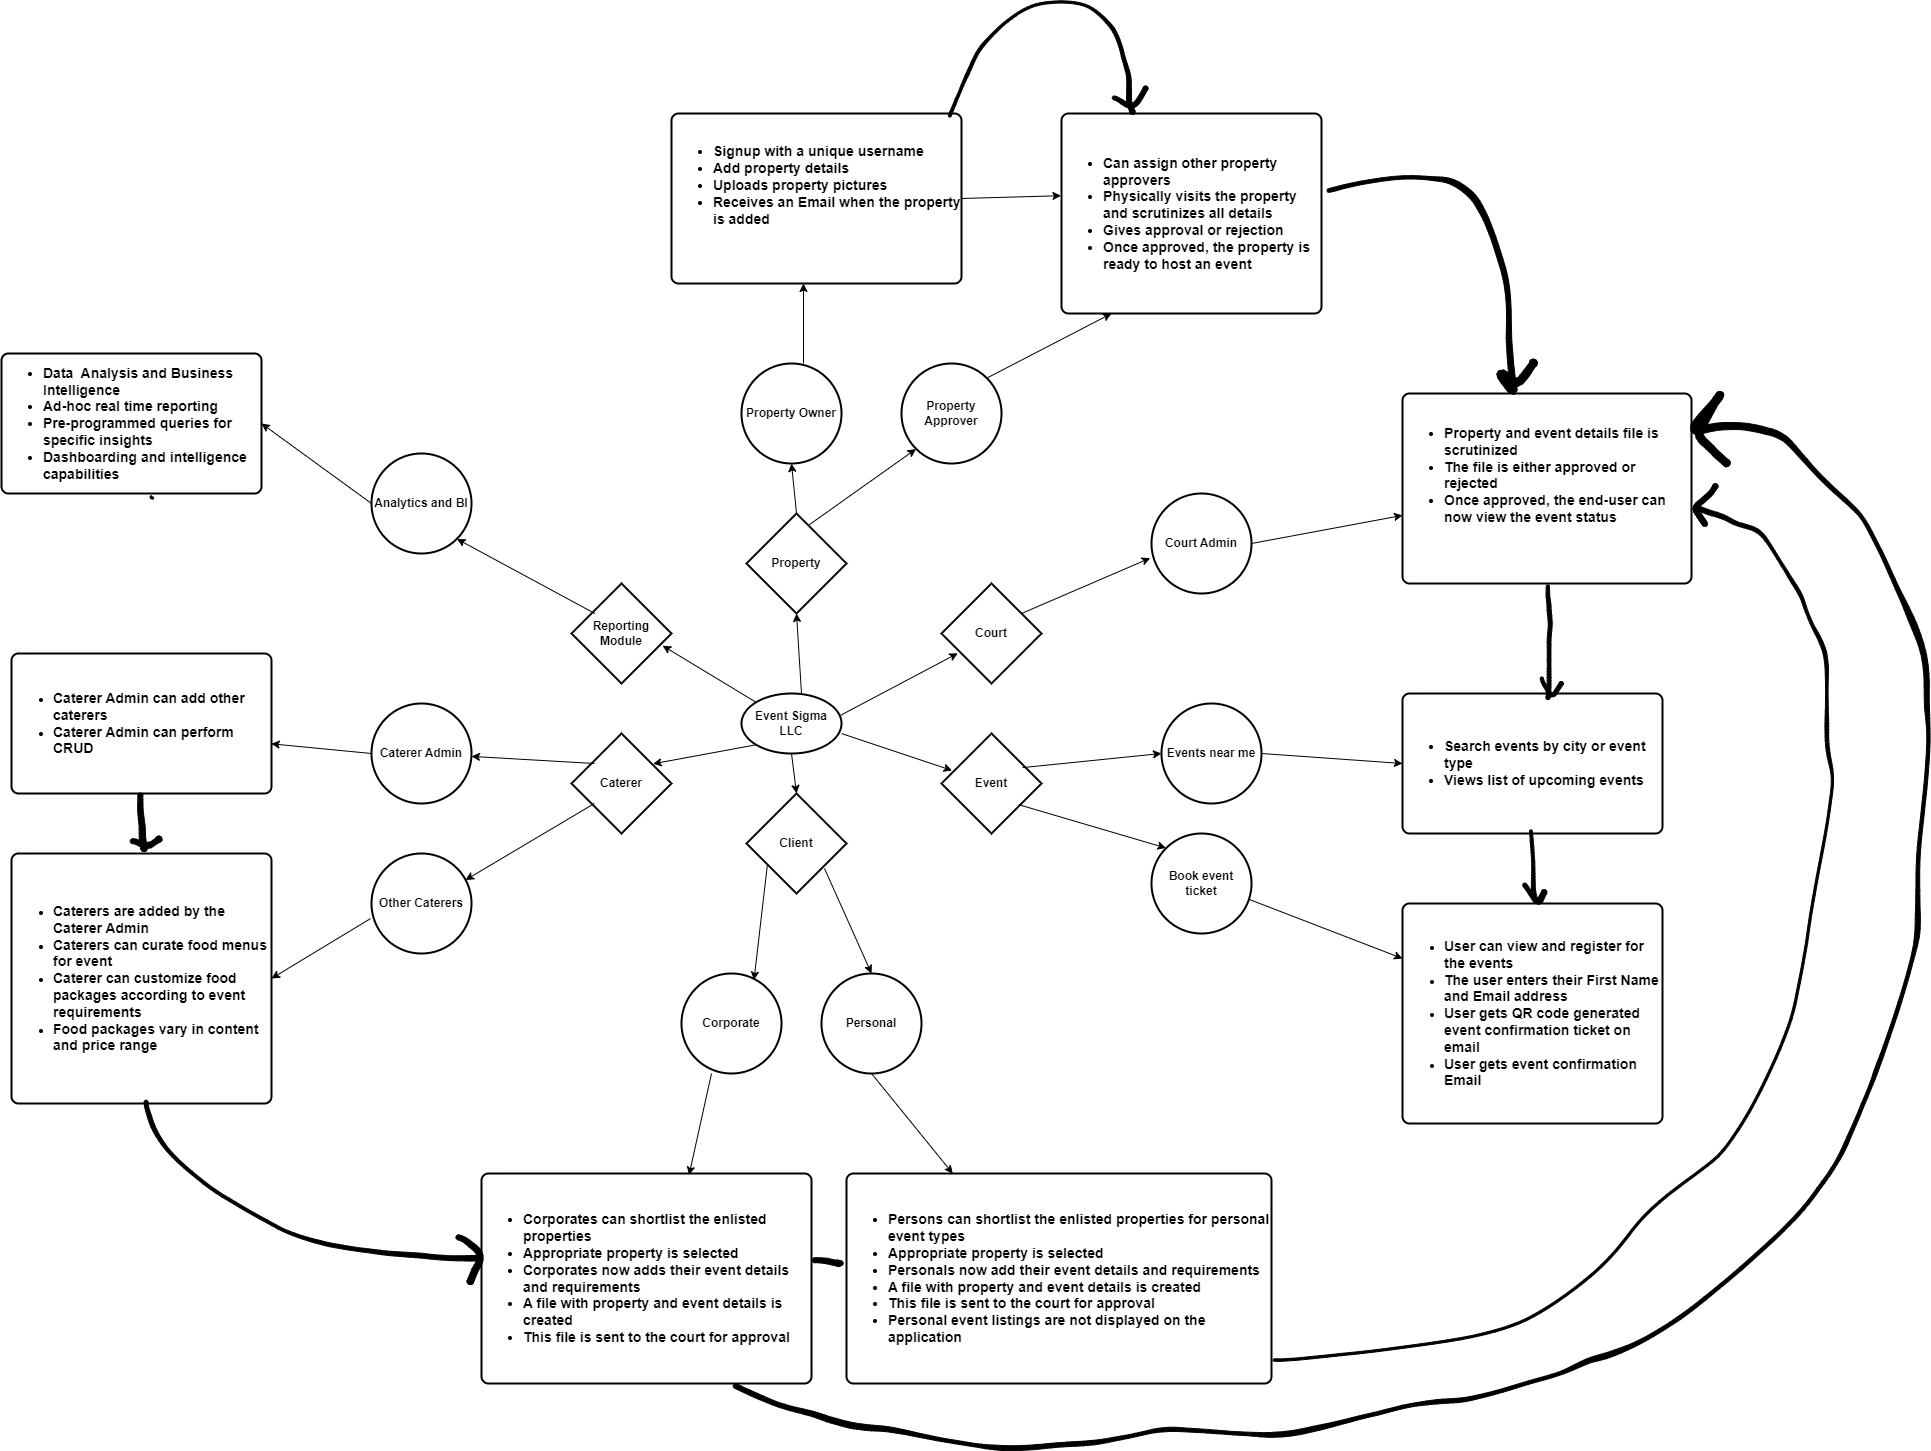 • Signup with a unique username
• Add property details
• Uploads property pictures
• Receives an Email when the property
is added
• Can assign other property
approvers
• Physically visits the property
and scrutinizes all details
• Gives approval or rejection
• Once approved, the property is
ready to host an event
• Data  Analysis and Business
Intelligence
• Ad-hoc real time reporting
• Pre-programmed queries for
specific insights
• Dashboarding and intelligence
capabilities
Property Owner
Property
Approver
• Property and event details file is
scrutinized
• The file is either approved or
rejected
• Once approved, the end-user can
now view the event status
Analytics and BI
Court Admin
Property
Reporting
Module
Court
Event Sigma
LLC
• Caterer Admin can add other
caterers
• Caterer Admin can perform
CRUD
Caterer Admin
Caterer
Event
Events near me
• Search events by city or event
type
• Views list of upcoming events
Client
Book event
ticket
Other Caterers
• Caterers are added by the
Caterer Admin
• Caterers can curate food menus
for event
• Caterer can customize food
packages according to event
requirements
• Food packages vary in content
and price range
• User can view and register for
the events
• The user enters their First Name
and Email address
• User gets QR code generated
event confirmation ticket on
email
• User gets event confirmation
Email
Corporate
Personal
• Corporates can shortlist the enlisted
properties
• Appropriate property is selected
• Corporates now adds their event details
and requirements
• A file with property and event details is
created
• This file is sent to the court for approval
• Persons can shortlist the enlisted properties for personal
event types
• Appropriate property is selected
• Personals now add their event details and requirements
• A file with property and event details is created
• This file is sent to the court for approval
• Personal event listings are not displayed on the
application